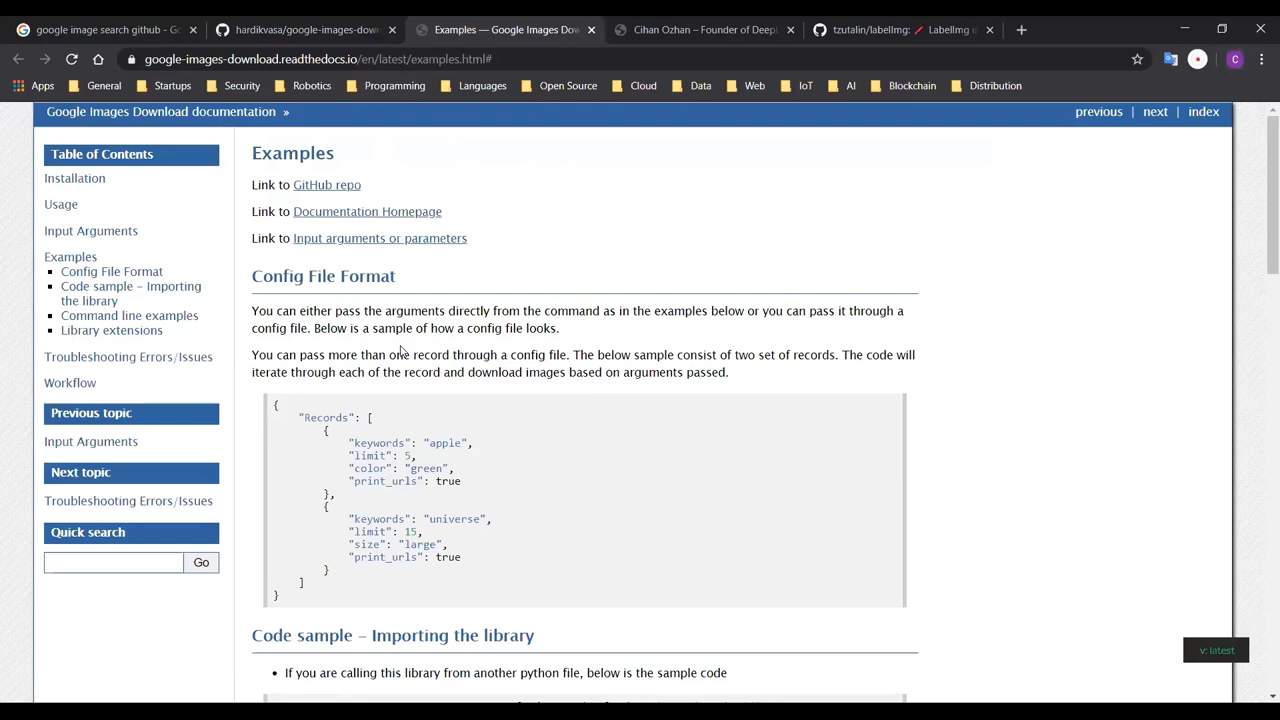 google image search github - Go
hardikvasa/google-images-down
Examples — Google Images Dow
Cihan Ozhan – Founder of DeepL
tzutalin/labelImg: LabelImg
google-images-download.readthedocs.io/en/latest/examples.html#
C
Apps General Startups Security Robotics Programming Languages Open Source Cloud Data Web IoT AI Blockchain Distribution
Google Images Download documentation »
previous | next | index
Table of Contents
Installation
Usage
Input Arguments
Examples
Config File Format
Code sample – Importing
the library
Command line examples
Library extensions
Troubleshooting Errors/Issues
Workflow
Previous topic
Input Arguments
Next topic
Troubleshooting Errors/Issues
Quick search
Go
Examples
Link to GitHub repo
Link to Documentation Homepage
Link to Input arguments or parameters
Config File Format
You can either pass the arguments directly from the command as in the examples below or you can pass it through a
config file. Below is a sample of how a config file looks.
You can pass more than one record through a config file. The below sample consist of two set of records. The code will
iterate through each of the record and download images based on arguments passed.
{
"Records": [
{
"keywords": "apple",
"limit": 5,
"color": "green",
"print_urls": true
},
{
"keywords": "universe",
"limit": 15,
"size": "large",
"print_urls": true
}
]
}
Code sample – Importing the library
• If you are calling this library from another python file, below is the sample code
v: latest